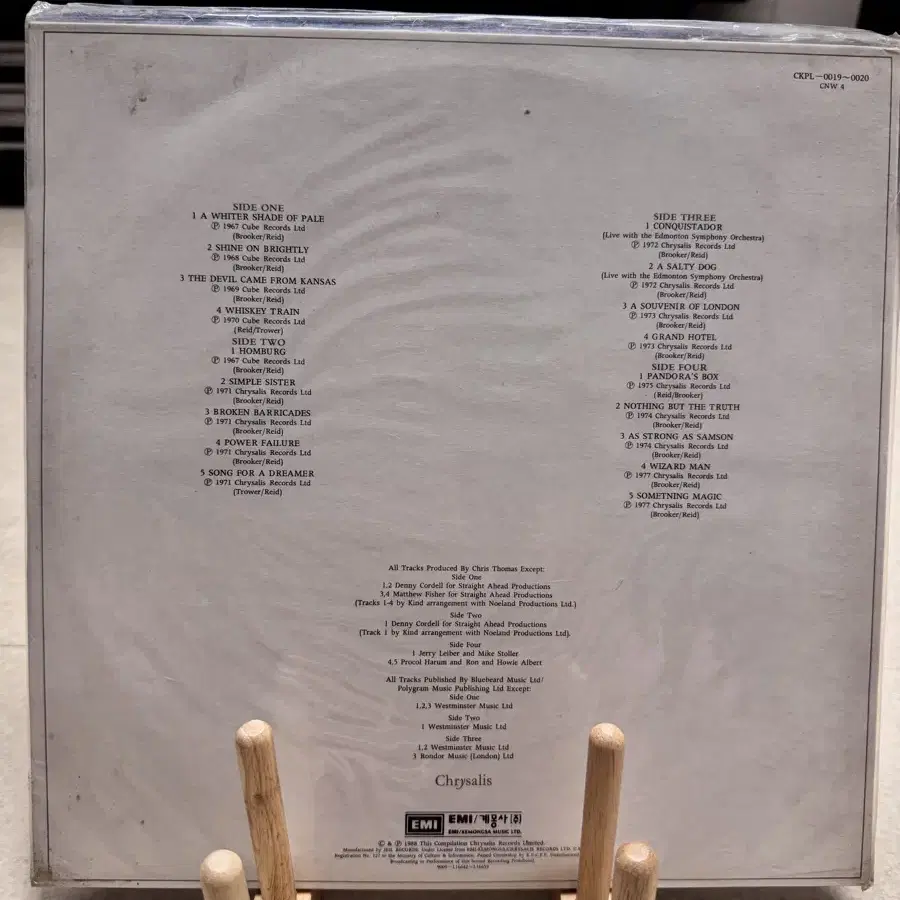 CKPL-0019~0020
CNW 4
SIDE ONE
1 A WHITER SHADE OF PALE
Ⓟ 1967 Cube Records Ltd
(Brooker/Reid)
2 SHINE ON BRIGHTLY
Ⓟ 1968 Cube Records Ltd
(Brooker/Reid)
3 THE DEVIL CAME FROM KANSAS
Ⓟ 1969 Cube Records Ltd
(Brooker/Reid)
4 WHISKEY TRAIN
Ⓟ 1970 Cube Records Ltd
(Reid/Trower)
SIDE TWO
1 HOMBURG
Ⓟ 1967 Cube Records Ltd
(Brooker/Reid)
2 SIMPLE SISTER
Ⓟ 1971 Chrysalis Records Ltd
(Brooker/Reid)
3 BROKEN BARRICADES
Ⓟ 1971 Chrysalis Records Ltd
(Brooker/Reid)
4 POWER FAILURE
Ⓟ 1971 Chrysalis Records Ltd
(Brooker/Reid)
5 SONG FOR A DREAMER
Ⓟ 1971 Chrysalis Records Ltd
(Trower/Reid)
SIDE THREE
1 CONQUISTADOR
(Live with the Edmonton Symphony Orchestra)
Ⓟ 1972 Chrysalis Records Ltd
(Brooker/Reid)
2 A SALTY DOG
(Live with the Edmonton Symphony Orchestra)
Ⓟ 1972 Chrysalis Records Ltd
(Brooker/Reid)
3 A SOUVENIR OF LONDON
Ⓟ 1973 Chrysalis Records Ltd
(Brooker/Reid)
4 GRAND HOTEL
Ⓟ 1973 Chrysalis Records Ltd
(Brooker/Reid)
SIDE FOUR
1 PANDORA'S BOX
Ⓟ 1975 Chrysalis Records Ltd
(Reid/Brooker)
2 NOTHING BUT THE TRUTH
Ⓟ 1974 Chrysalis Records Ltd
(Brooker/Reid)
3 AS STRONG AS SAMSON
Ⓟ 1974 Chrysalis Records Ltd
(Brooker/Reid)
4 WIZARD MAN
Ⓟ 1977 Chrysalis Records Ltd
(Brooker/Reid)
5 SOMETNING MAGIC
Ⓟ 1977 Chrysalis Records Ltd
(Brooker/Reid)
All Tracks Produced By Chris Thomas Except:
Side One
1,2 Denny Cordell for Straight Ahead Productions
3,4 Matthew Fisher for Straight Ahead Productions
(Tracks 1-4 by Kind arrangement with Noeland Productions Ltd.)
Side Two
1 Denny Cordell for Straight Ahead Productions
(Track 1 by Kind arrangement with Noeland Productions Ltd).
Side Four
1 Jerry Leiber and Mike Stoller
4,5 Procol Harum and Ron and Howie Albert
All Tracks Published By Bluebeard Music Ltd/
Polygram Music Publishing Ltd Except:
Side One
1,2,3 Westminster Music Ltd
Side Two
1 Westminster Music Ltd
Side Three
1,2 Westminster Music Ltd
3 Rondor Music (London) Ltd
Chrysalis
EMI EMI/계몽사(주)
EMI/KEMONGSA MUSIC LTD.
© & Ⓟ 1988 This Compilation Chrysalis Records Limited.
Broadcasting or Performance of this Record Recording Prohibited.